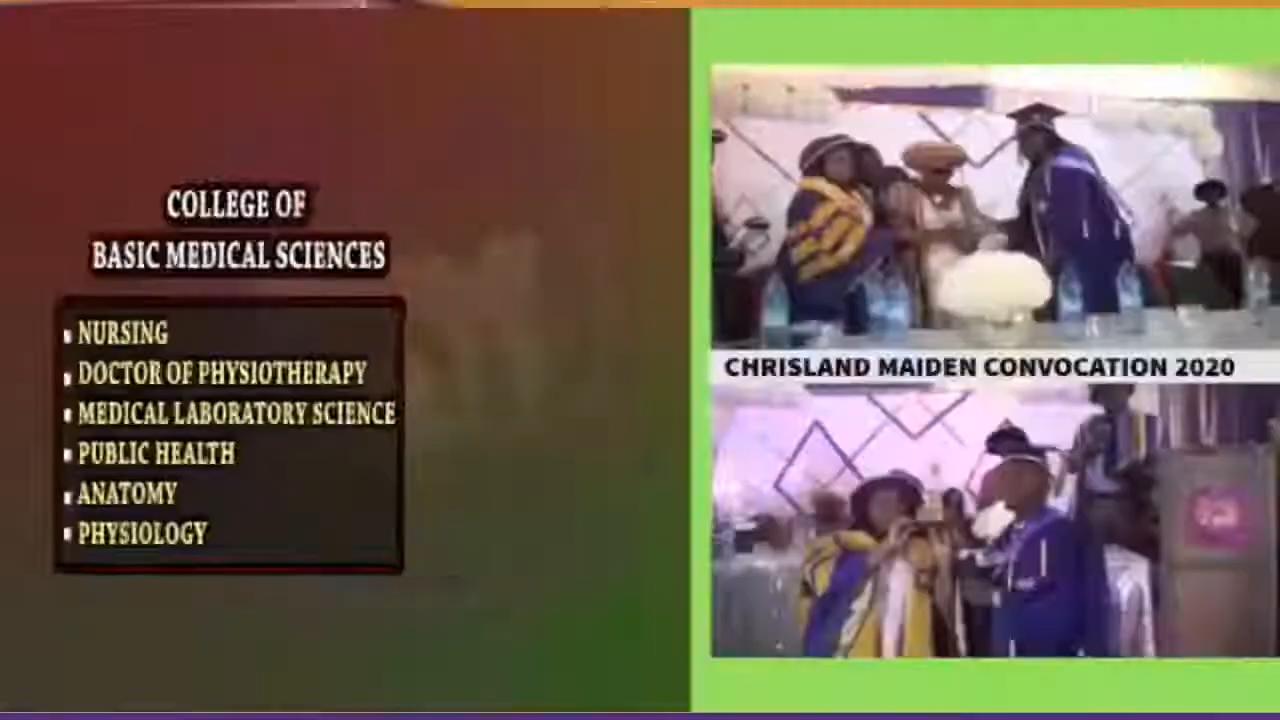 COLLEGE OF
BASIC MEDICAL SCIENCES
NURSING
DOCTOR OF PHYSIOTHERAPY
MEDICAL LABORATORY SCIENCE
PUBLIC HEALTH
ANATOMY
PHYSIOLOGY
CHRISLAND MAIDEN CONVOCATION 2020